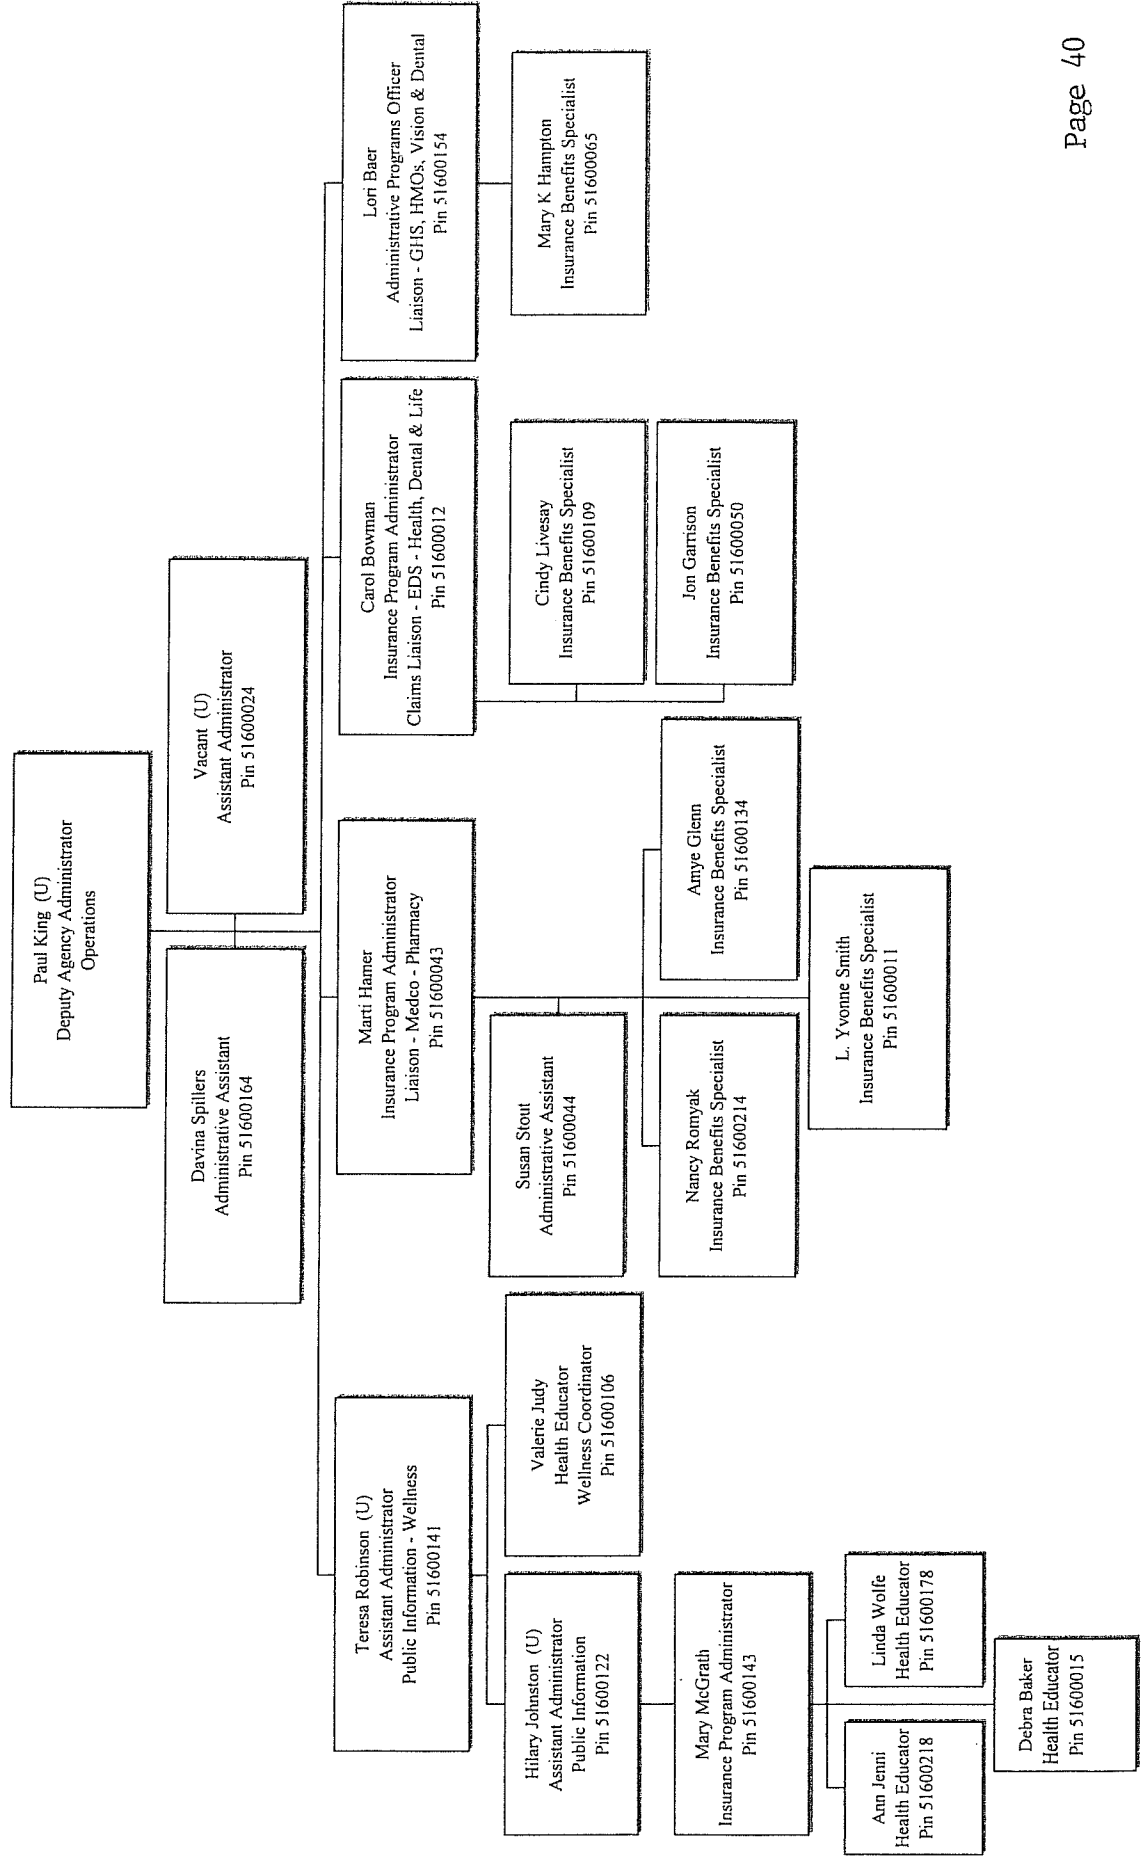 Paul King (U)
Deputy Agency Administrator
Operations
Davina Spillers
Administrative Assistant
Pin 51600164
Vacant (U)
Assistant Administrator
Pin 51600024
Teresa Robinson (U)
Assistant Administrator
Public Information - Wellness
Pin 51600141
Marti Hamer
Insurance Program Administrator
Liaison - Medco - Pharmacy
Pin 51600043
Carol Bowman
Insurance Program Administrator
Claims Liaison - EDS - Health, Dental & Life
Pin 51600012
Lori Baer
Administrative Programs Officer
Liaison - GHS, HMOs, Vision & Dental
Pin 51600154
Hilary Johnston (U)
Assistant Administrator
Public Information
Pin 51600122
Valerie Judy
Health Educator
Wellness Coordinator
Pin 51600106
Susan Stout
Administrative Assistant
Pin 51600044
Cindy Livesay
Insurance Benefits Specialist
Pin 51600109
Mary K Hampton
Insurance Benefits Specialist
Pin 51600065
Mary McGrath
Insurance Program Administrator
Pin 51600143
Nancy Romyak
Insurance Benefits Specialist
Pin 51600214
Amye Glenn
Insurance Benefits Specialist
Pin 51600134
Jon Garrison
Insurance Benefits Specialist
Pin 51600050
Ann Jenni
Health Educator
Pin 51600218
Linda Wolfe
Health Educator
Pin 51600178
L. Yvonne Smith
Insurance Benefits Specialist
Pin 51600011
Debra Baker
Health Educator
Pin 51600015
Page 40